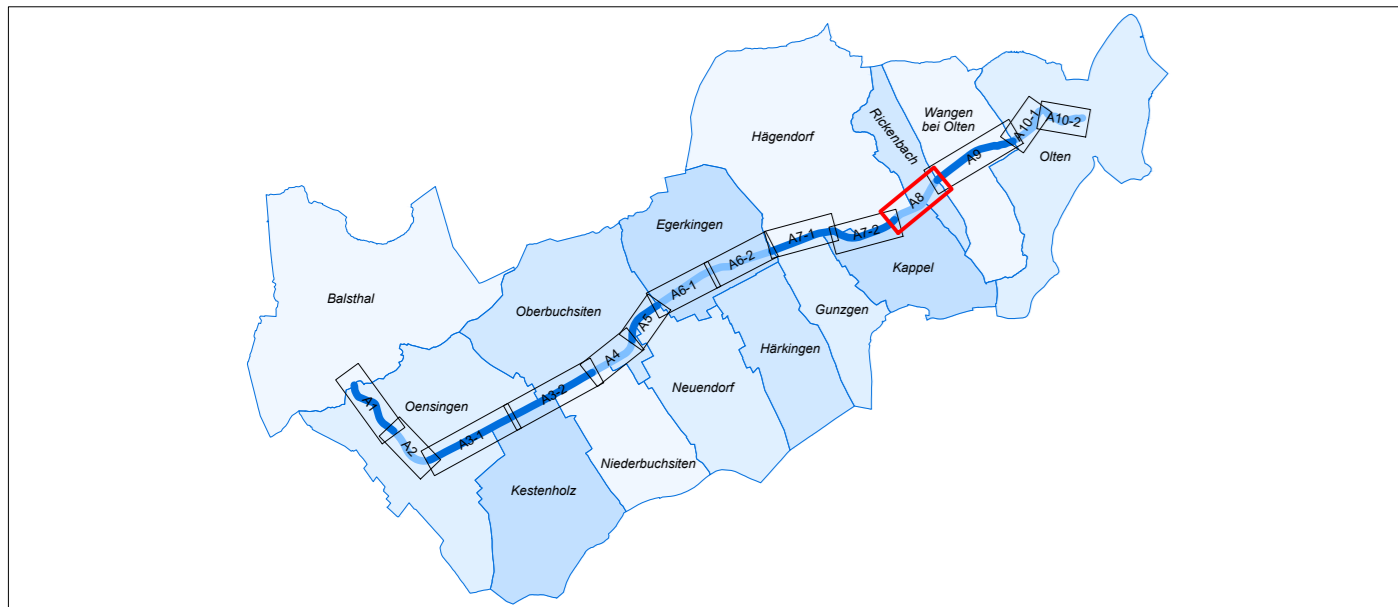 Wangen
bei Olten
A10-1
A10-2
Rickenbach
Hägendorf
A9
Olten
A8
Egerkingen
A7-1
A7-2
A6-2
Kappel
A6-1
Balsthal
Oberbuchsiten
Gunzgen
A5
Härkingen
A4
Neuendorf
A3-2
A1
Oensingen
A3-1
A2
Niederbuchsiten
Kestenholz